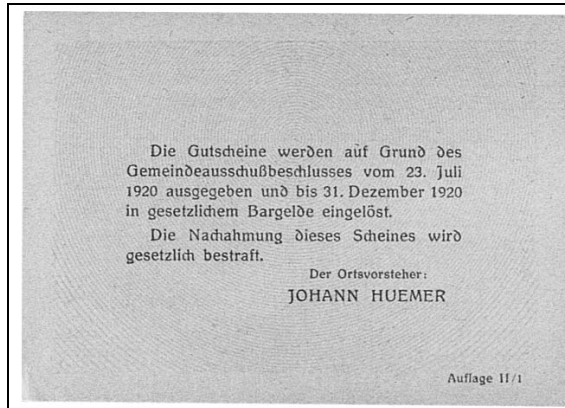 Die Gutscheine werden auf Grund des
Gemeindeausschußbeschlusses vom 23. Juli
1920 ausgegeben und bis 31. Dezember 1920
in gesetzlichem Bargelde eingelöst.
Die Nachahmung dieses Scheines wird
gesetzlich bestraft.
Der Ortsvorsteher:
JOHANN HUEMER
Auflage II/1